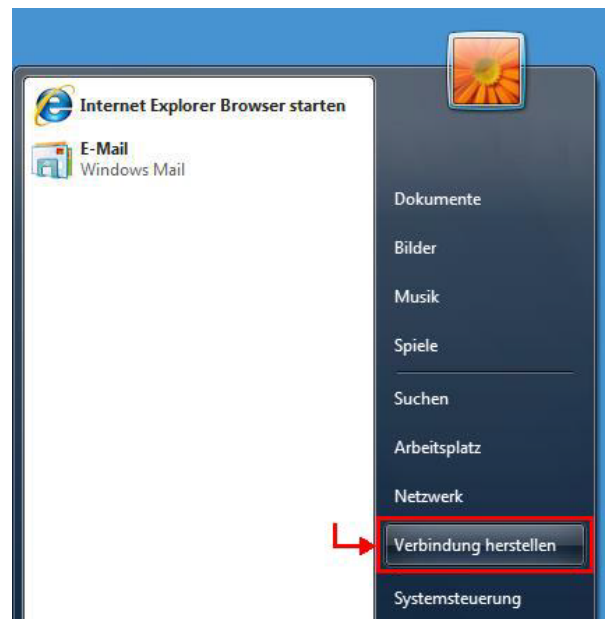 Internet Explorer Browser starten
E-Mail
Windows Mail
Dokumente
Bilder
Musik
Spiele
Suchen
Arbeitsplatz
Netzwerk
Verbindung herstellen
Systemsteuerung